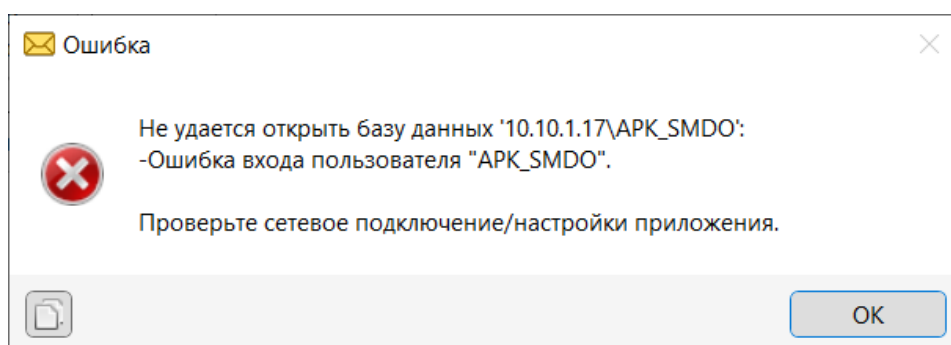 Ошибка
Не удается открыть базу данных '10.10.1.17\APK_SMDO':
-Ошибка входа пользователя "APK_SMDO".
Проверьте сетевое подключение/настройки приложения.
OK